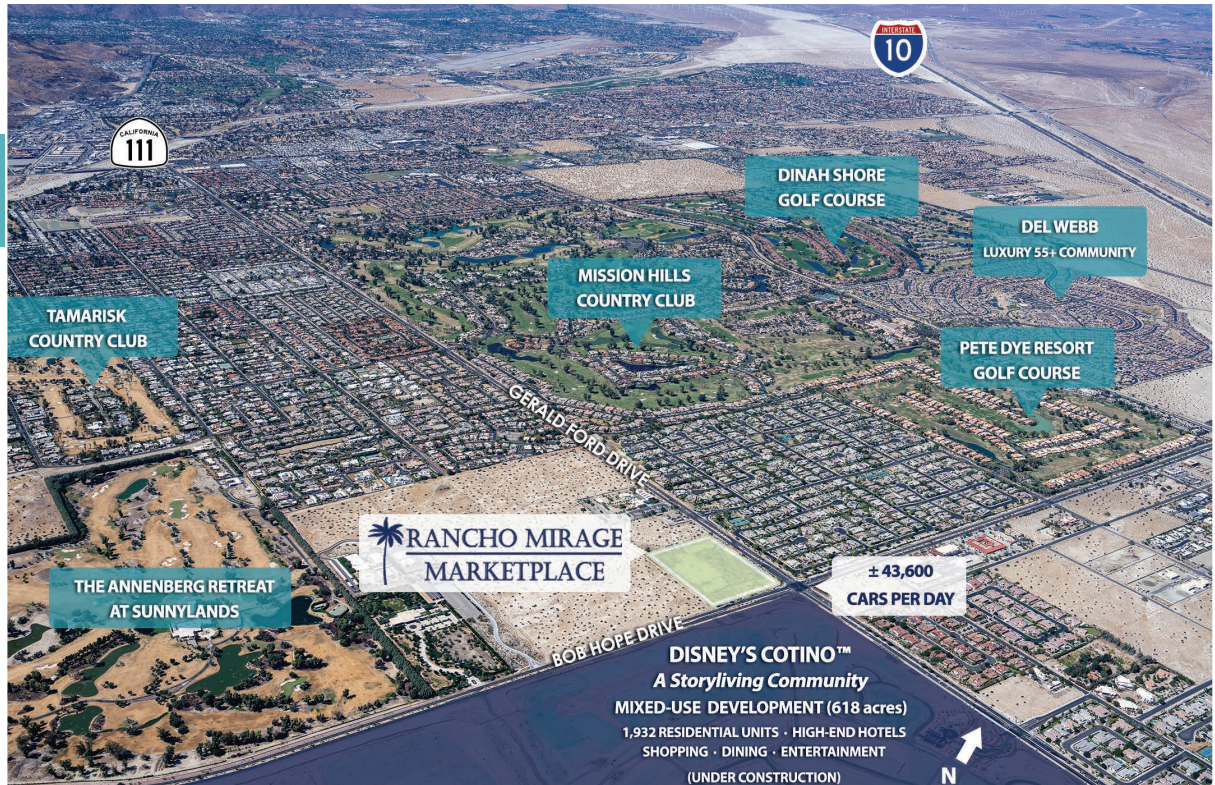 INTERSTATE
10
CALIFORNIA
111
DINAH SHORE
GOLF COURSE
DEL WEBB
LUXURY 55+ COMMUNITY
MISSION HILLS
COUNTRY CLUB
TAMARISK
COUNTRY CLUB
PETE DYE RESORT
GOLF COURSE
GERALD FORD DRIVE
RANCHO MIRAGE
MARKETPLACE
± 43,600
CARS PER DAY
THE ANNENBERG RETREAT
AT SUNNYLANDS
BOB HOPE DRIVE
DISNEY'S COTINO™
A Storyliving Community
MIXED-USE DEVELOPMENT (618 acres)
1,932 RESIDENTIAL UNITS · HIGH-END HOTELS
SHOPPING · DINING · ENTERTAINMENT
(UNDER CONSTRUCTION)
N